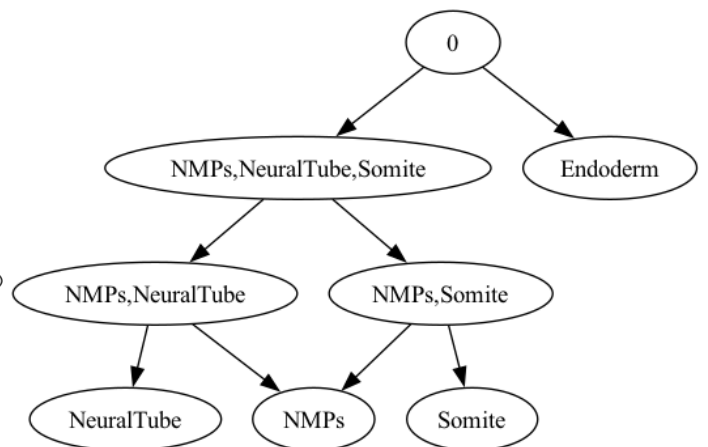 0
NMPs,NeuralTube,Somite
Endoderm
NMPs,NeuralTube
NMPs,Somite
NeuralTube
NMPs
Somite